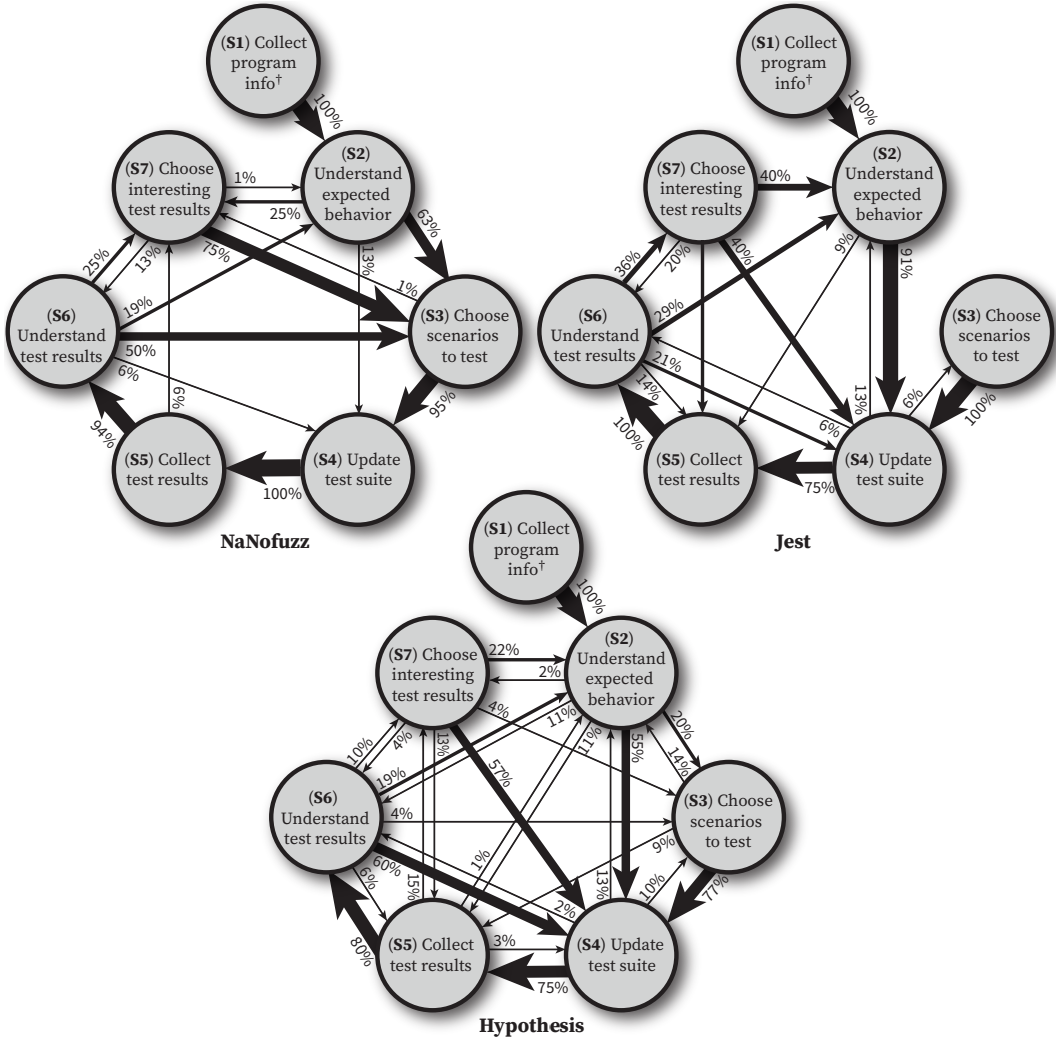 (S1) Collect
program
info†
100%
(S7) Choose
interesting
test results
(S2)
Understand
expected
behavior
1%
25%
63%
75%
13%
1%
25%
13%
19%
(S6)
Understand
test results
50%
6%
(S3) Choose
scenarios
to test
6%
94%
95%
(S5) Collect
test results
100%
(S4) Update
test suite
NaNofuzz
(S1) Collect
program
info†
100%
(S7) Choose
interesting
test results
(S2)
Understand
expected
behavior
40%
40%
9%
91%
36%
20%
29%
(S6)
Understand
test results
(S3) Choose
scenarios
to test
21%
14%
13%
6%
6%
100%
100%
(S5) Collect
test results
75%
(S4) Update
test suite
Jest
(S1) Collect
program
info†
100%
(S7) Choose
interesting
test results
(S2)
Understand
expected
behavior
22%
2%
4%
11%
11%
20%
14%
13%
55%
57%
10%
4%
19%
(S6)
Understand
test results
4%
(S3) Choose
scenarios
to test
9%
60%
6%
15%
1%
13%
2%
10%
77%
80%
(S5) Collect
test results
3%
75%
(S4) Update
test suite
Hypothesis